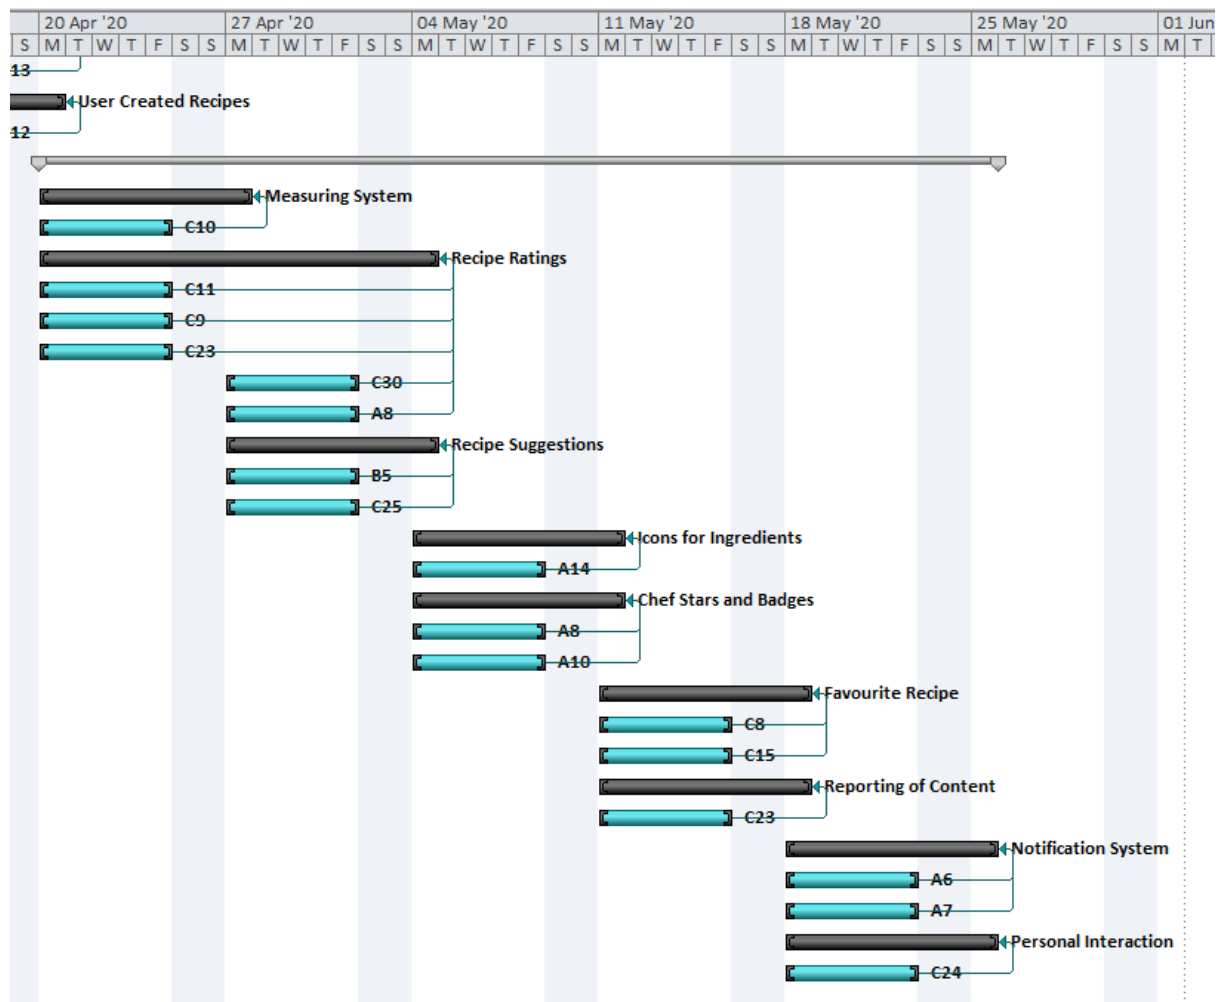 20 Apr '20 27 Apr '20 04 May '20 11 May '20 18 May '20 25 May '20 01 Jun
S M T W T F S S M T W T F S S M T W T F S S M T W T F S S M T W T F S S M T W T F S S M T
13
User Created Recipes
12
Measuring System
C10
Recipe Ratings
C11
C9
C23
C30
A8
Recipe Suggestions
B5
C25
Icons for Ingredients
A14
Chef Stars and Badges
A8
A10
Favourite Recipe
C8
C15
Reporting of Content
C23
Notification System
A6
A7
Personal Interaction
C24